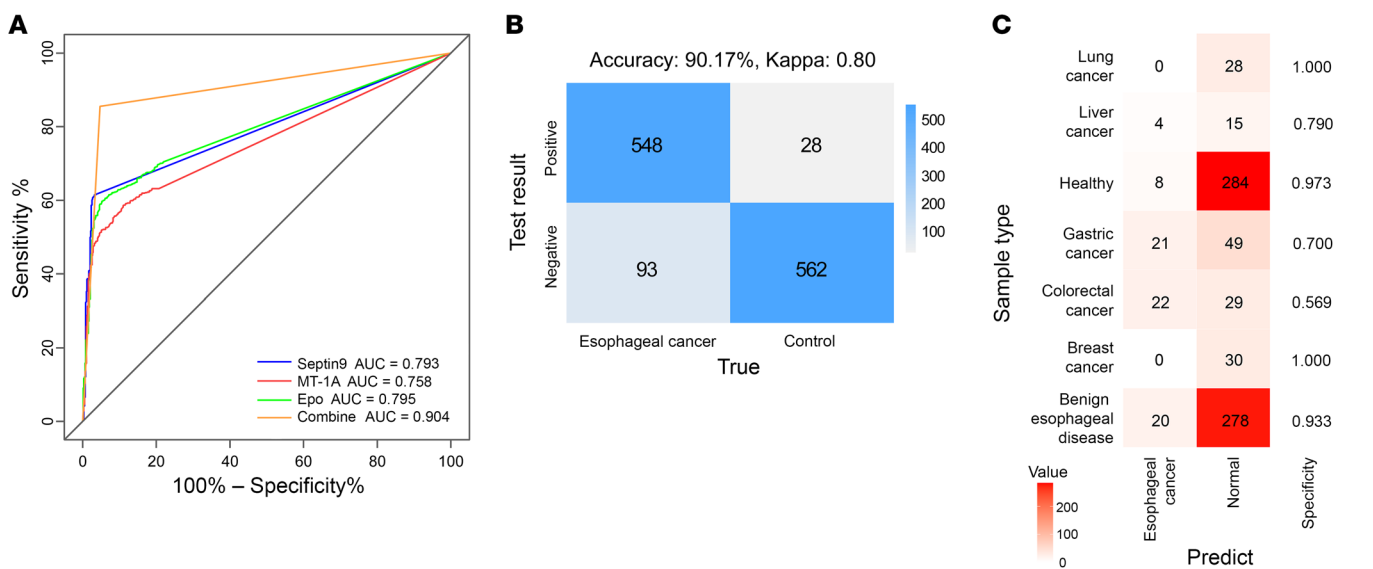 A
Sensitivity %
100
80
60
40
20
0
0 20 40 60 80 100
100% – Specificity%
Septin9 AUC = 0.793
MT-1A AUC = 0.758
Epo AUC = 0.795
Combine AUC = 0.904
B
Accuracy: 90.17%, Kappa: 0.80
Test result
Positive
548 28
Negative
93 562
Esophageal cancer Control
True
500
400
300
200
100
C
Sample type
Lung
cancer
0 28 1.000
Liver
cancer
4 15 0.790
Healthy
8 284 0.973
Gastric
cancer
21 49 0.700
Colorectal
cancer
22 29 0.569
Breast
cancer
0 30 1.000
Benign
esophageal
disease
20 278 0.933
Esophageal
cancer
Normal
Specificity
Predict
Value
200
100
0